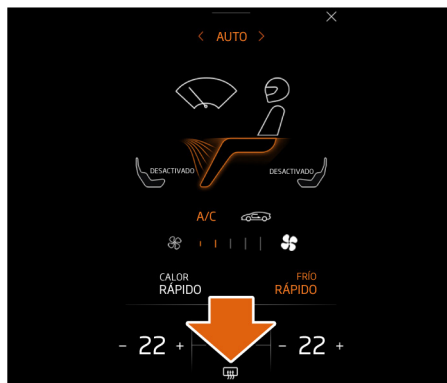 AUTO
DESACTIVADO
DESACTIVADO
A/C
CALOR
RÁPIDO
FRÍO
RÁPIDO
- 22 +
- 22 +